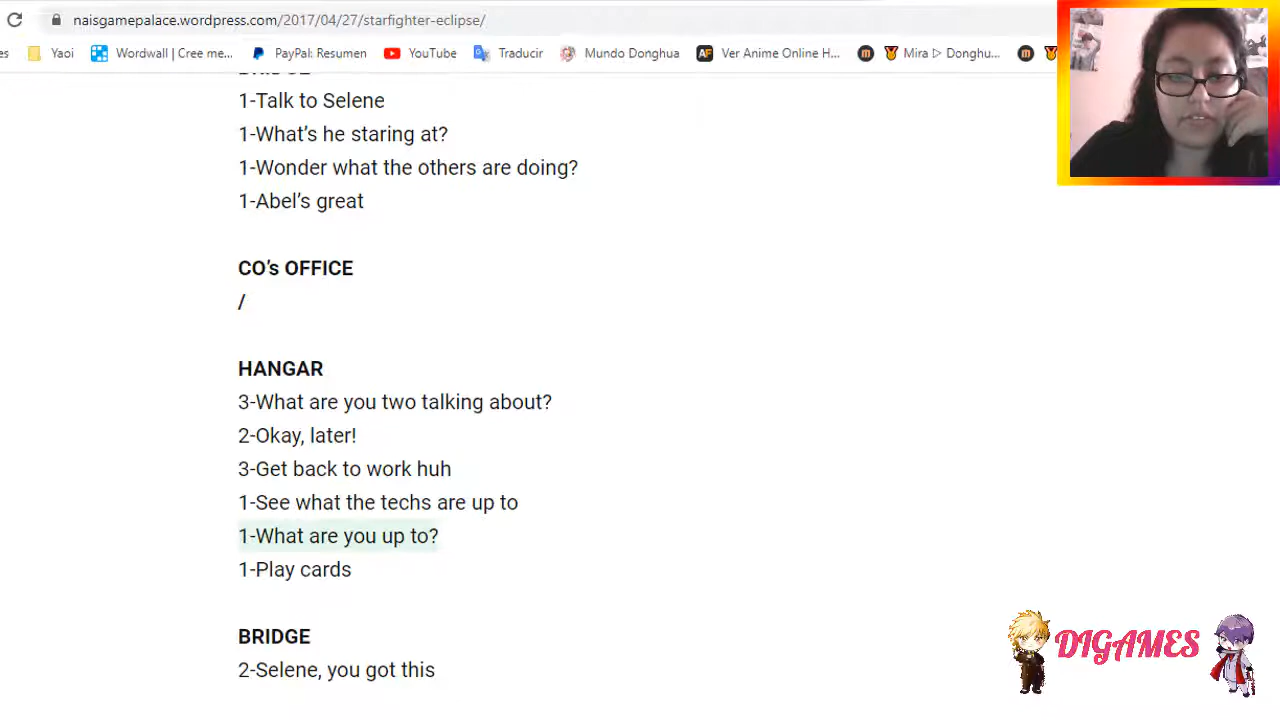 naisgamepalace.wordpress.com/2017/04/27/starfighter-eclipse/
es Yaoi Wordwall | Cree me... PayPal: Resumen YouTube Traducir Mundo Donghua Ver Anime Online H... Mira ▷ Donghu...
1-Talk to Selene
1-What’s he staring at?
1-Wonder what the others are doing?
1-Abel’s great
CO’s OFFICE
/
HANGAR
3-What are you two talking about?
2-Okay, later!
3-Get back to work huh
1-See what the techs are up to
1-What are you up to?
1-Play cards
BRIDGE
2-Selene, you got this
DIGAMES